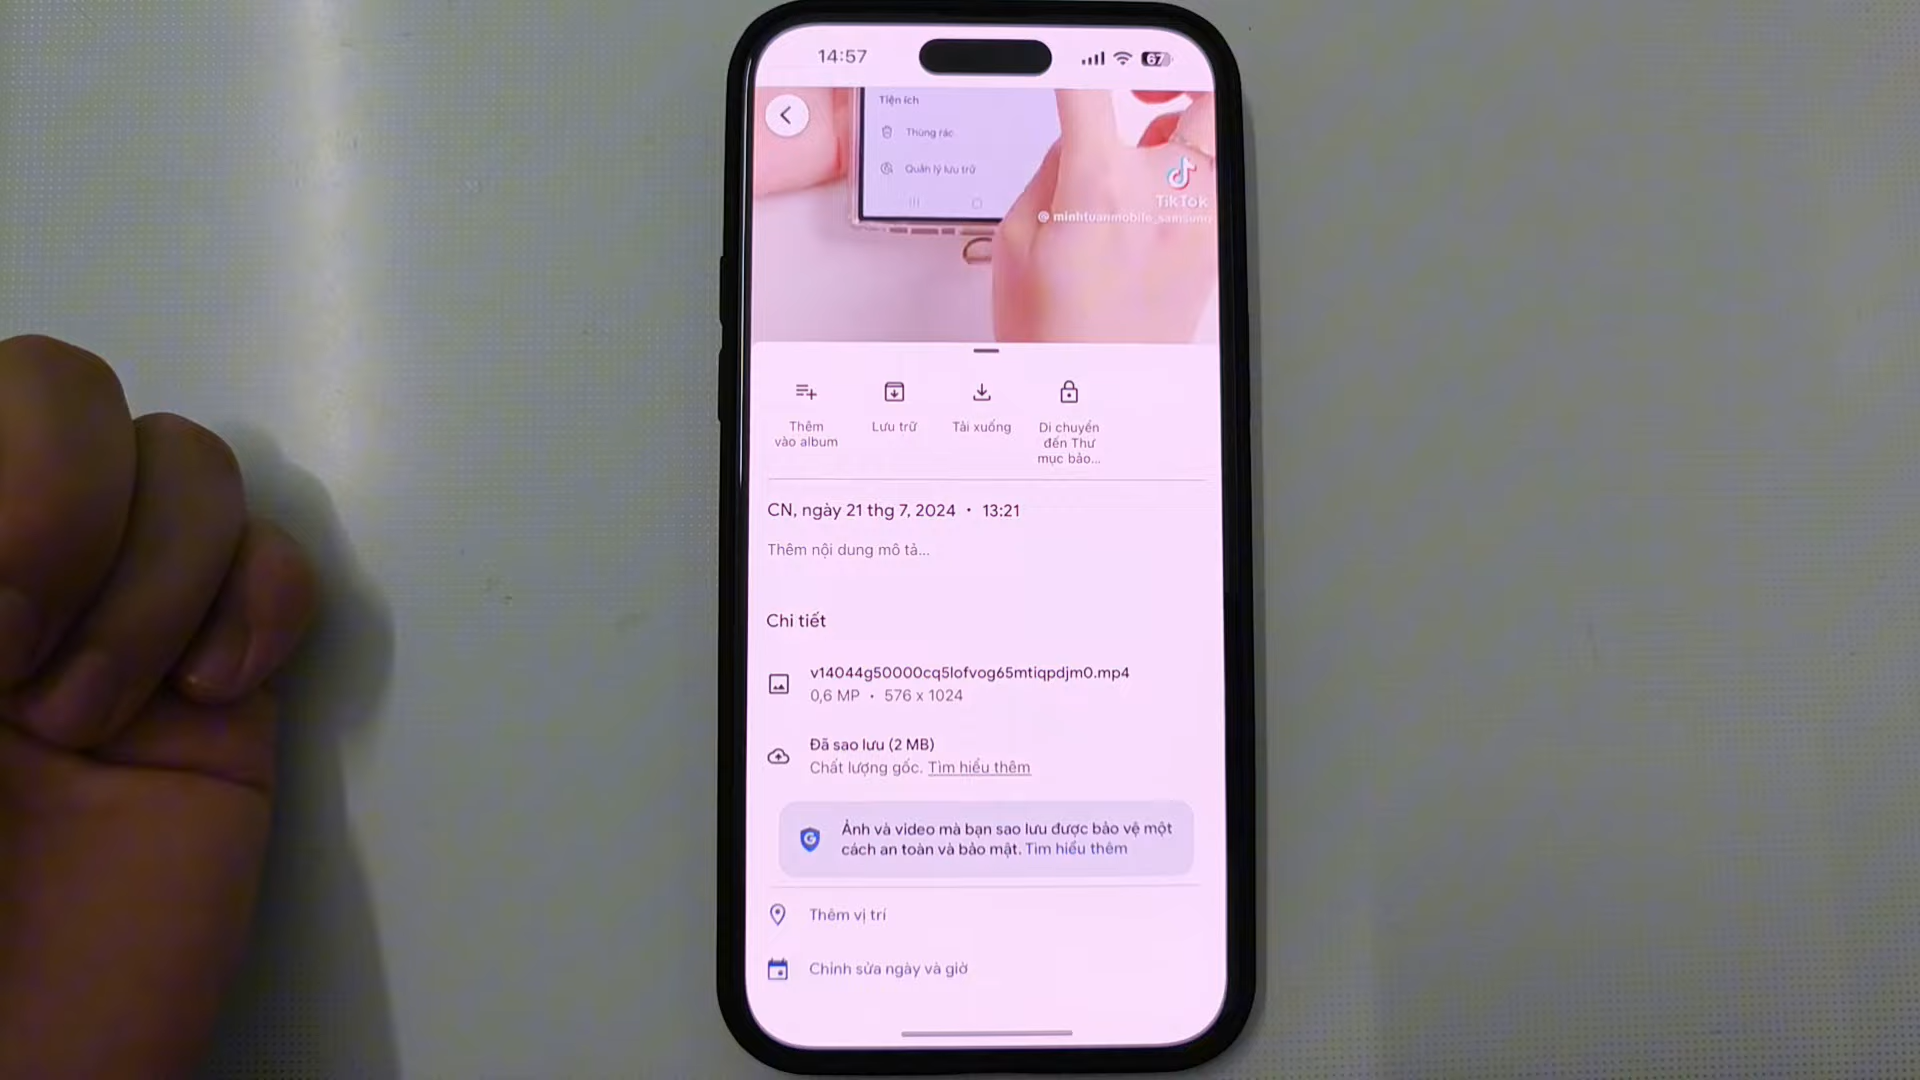 14:57
67
Tiện ích
Thùng rác
Quản lý lưu trữ
TikTok
@ minhtuanmobile_samsung
Thêm
vào album
Lưu trữ
Tải xuống
Di chuyển
đến Thư
mục bảo...
CN, ngày 21 thg 7, 2024 • 13:21
Thêm nội dung mô tả...
Chi tiết
v14044g50000cq5lofvog65mtiqpdjm0.mp4
0,6 MP • 576 x 1024
Đã sao lưu (2 MB)
Chất lượng gốc. Tìm hiểu thêm
Ảnh và video mà bạn sao lưu được bảo vệ một
cách an toàn và bảo mật. Tìm hiểu thêm
Thêm vị trí
Chỉnh sửa ngày và giờ